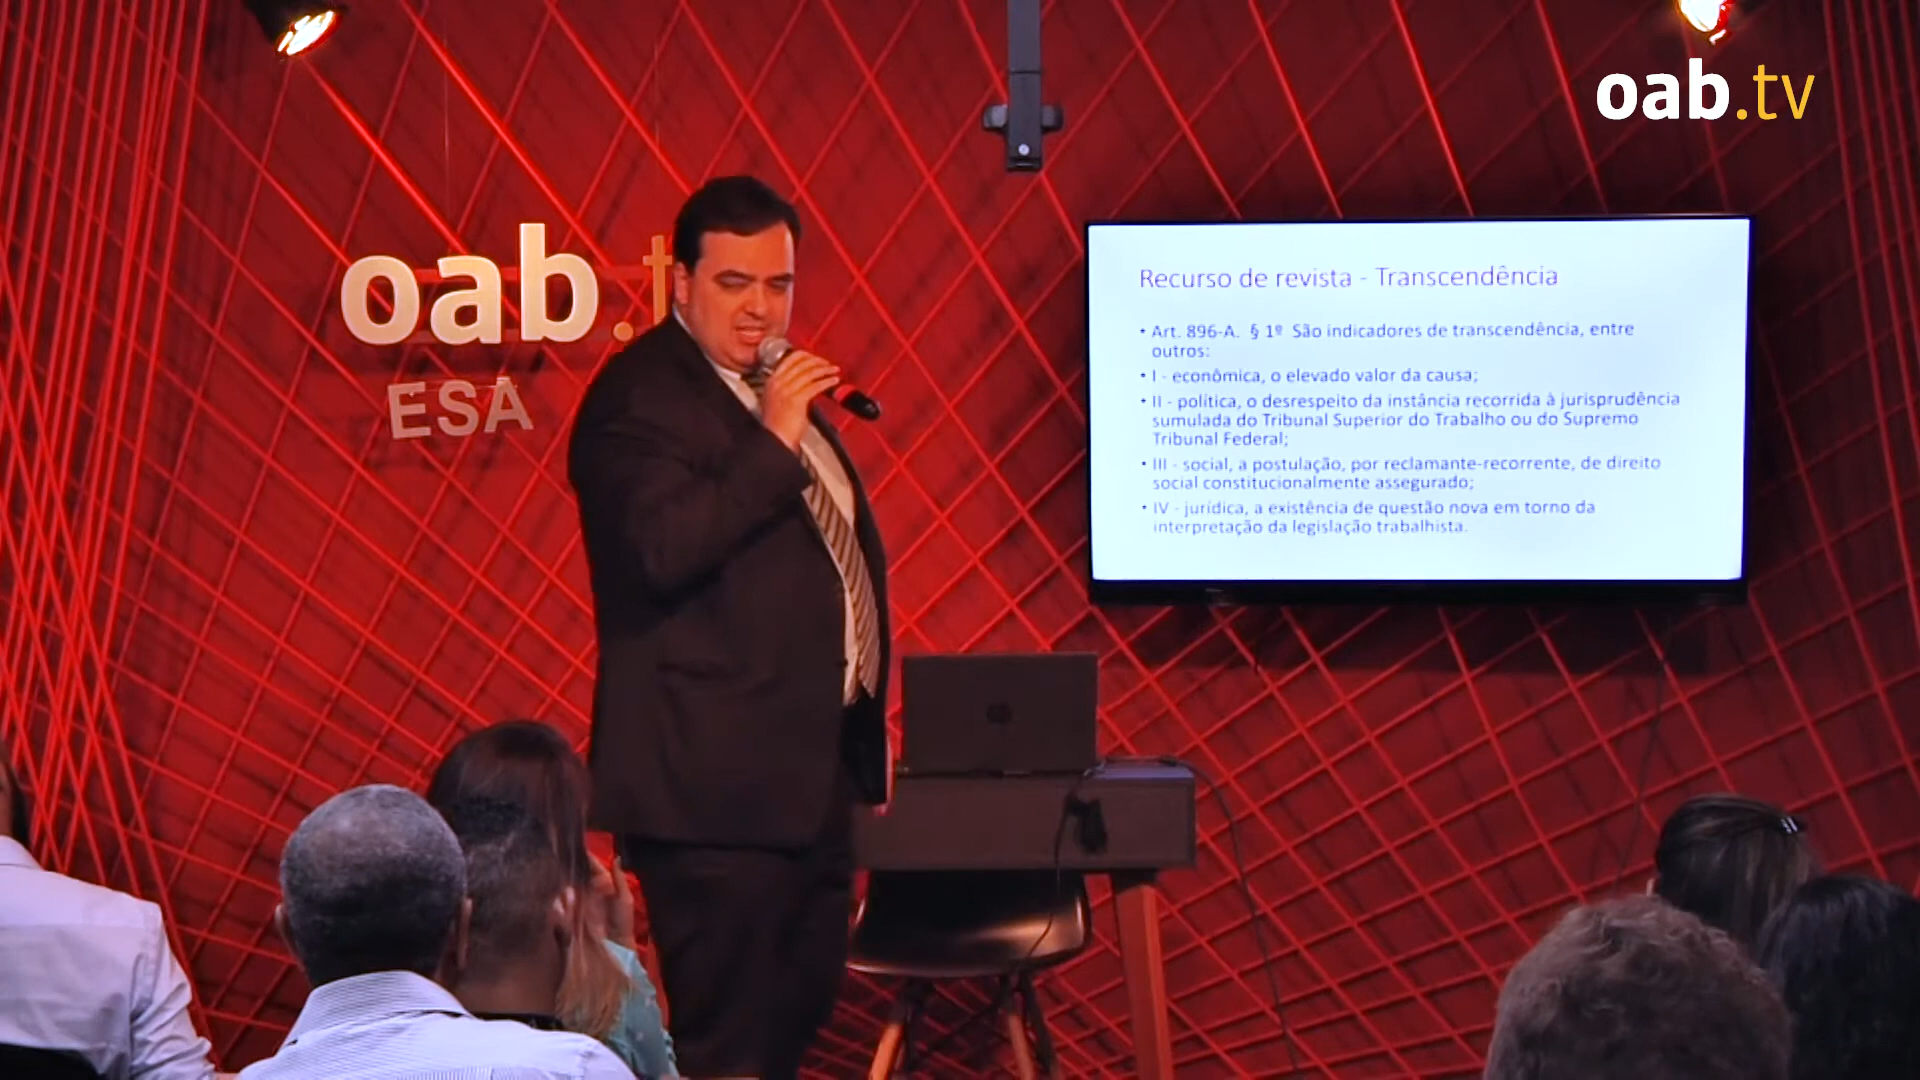 oab.tv
oab.t
ESA
Recurso de revista - Transcendência
• Art. 896-A. § 1º São indicadores de transcendência, entre
outros:
• I - econômica, o elevado valor da causa;
• II - política, o desrespeito da instância recorrida à jurisprudência
sumulada do Tribunal Superior do Trabalho ou do Supremo
Tribunal Federal;
• III - social, a postulação, por reclamante-recorrente, de direito
social constitucionalmente assegurado;
• IV - jurídica, a existência de questão nova em torno da
interpretação da legislação trabalhista.